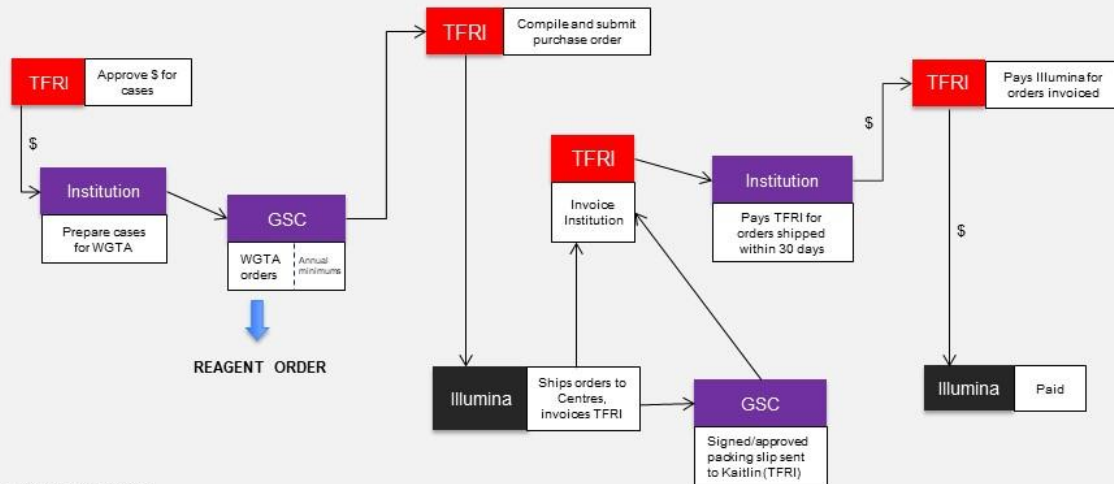 TFRI
Approve $ for
cases
$
Institution
Prepare cases
for WGTA
GSC
WGTA
orders
Annual
minimums
REAGENT ORDER
TFRI
Compile and submit
purchase order
Illumina
Ships orders to
Centres,
invoices TFRI
GSC
Signed/approved
packing slip sent
to Kaitlin (TFRI)
TFRI
Invoice
Institution
Institution
Pays TFRI for
orders shipped
within 30 days
$
TFRI
Pays Illumina for
orders invoiced
$
Illumina
Paid